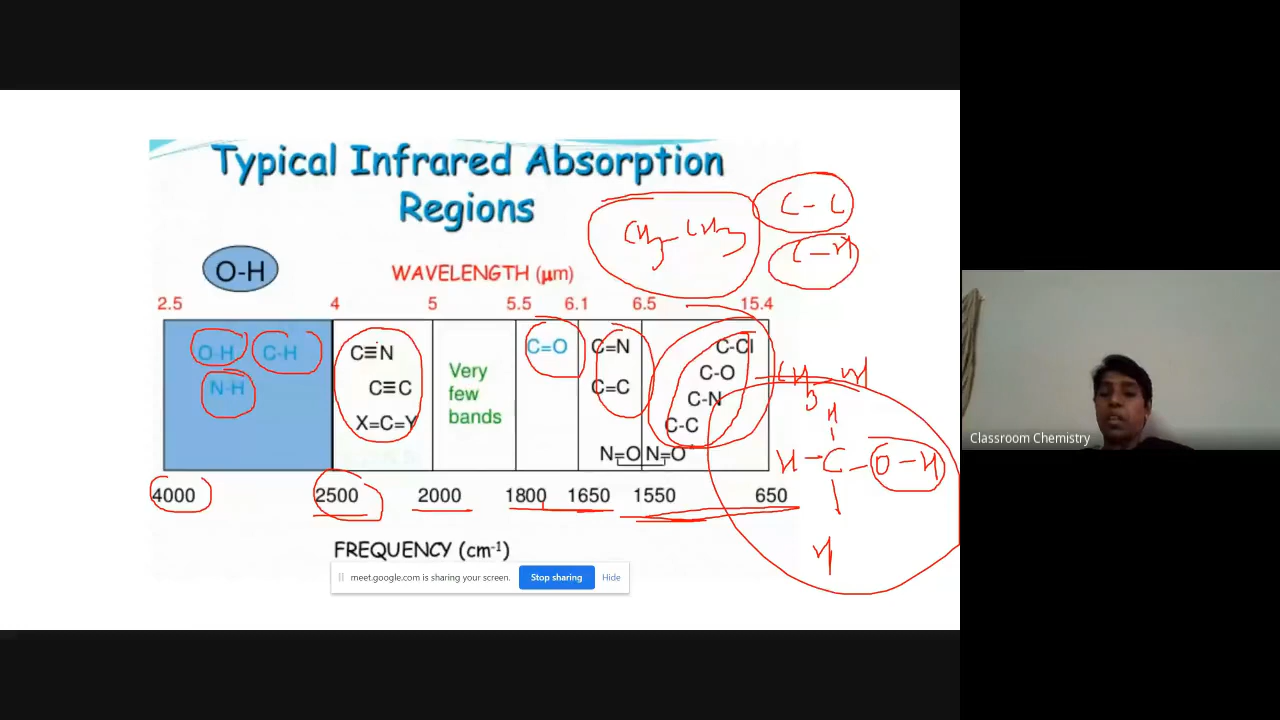 Typical Infrared Absorption
Regions
C-C
CH3-CH3
C-H
O-H
WAVELENGTH (μm)
2.5 4 5 5.5 6.1 6.5 15.4
O-H C-H C≡N C=O C=N C-Cl
N-H C≡C Very few bands C=C C-O
X=C=Y C-N
C-C
N=O N=O
CH3-H
H
H-C-O-H
H
4000 2500 2000 1800 1650 1550 650
FREQUENCY (cm-1)
meet.google.com is sharing your screen. Stop sharing Hide
Classroom Chemistry